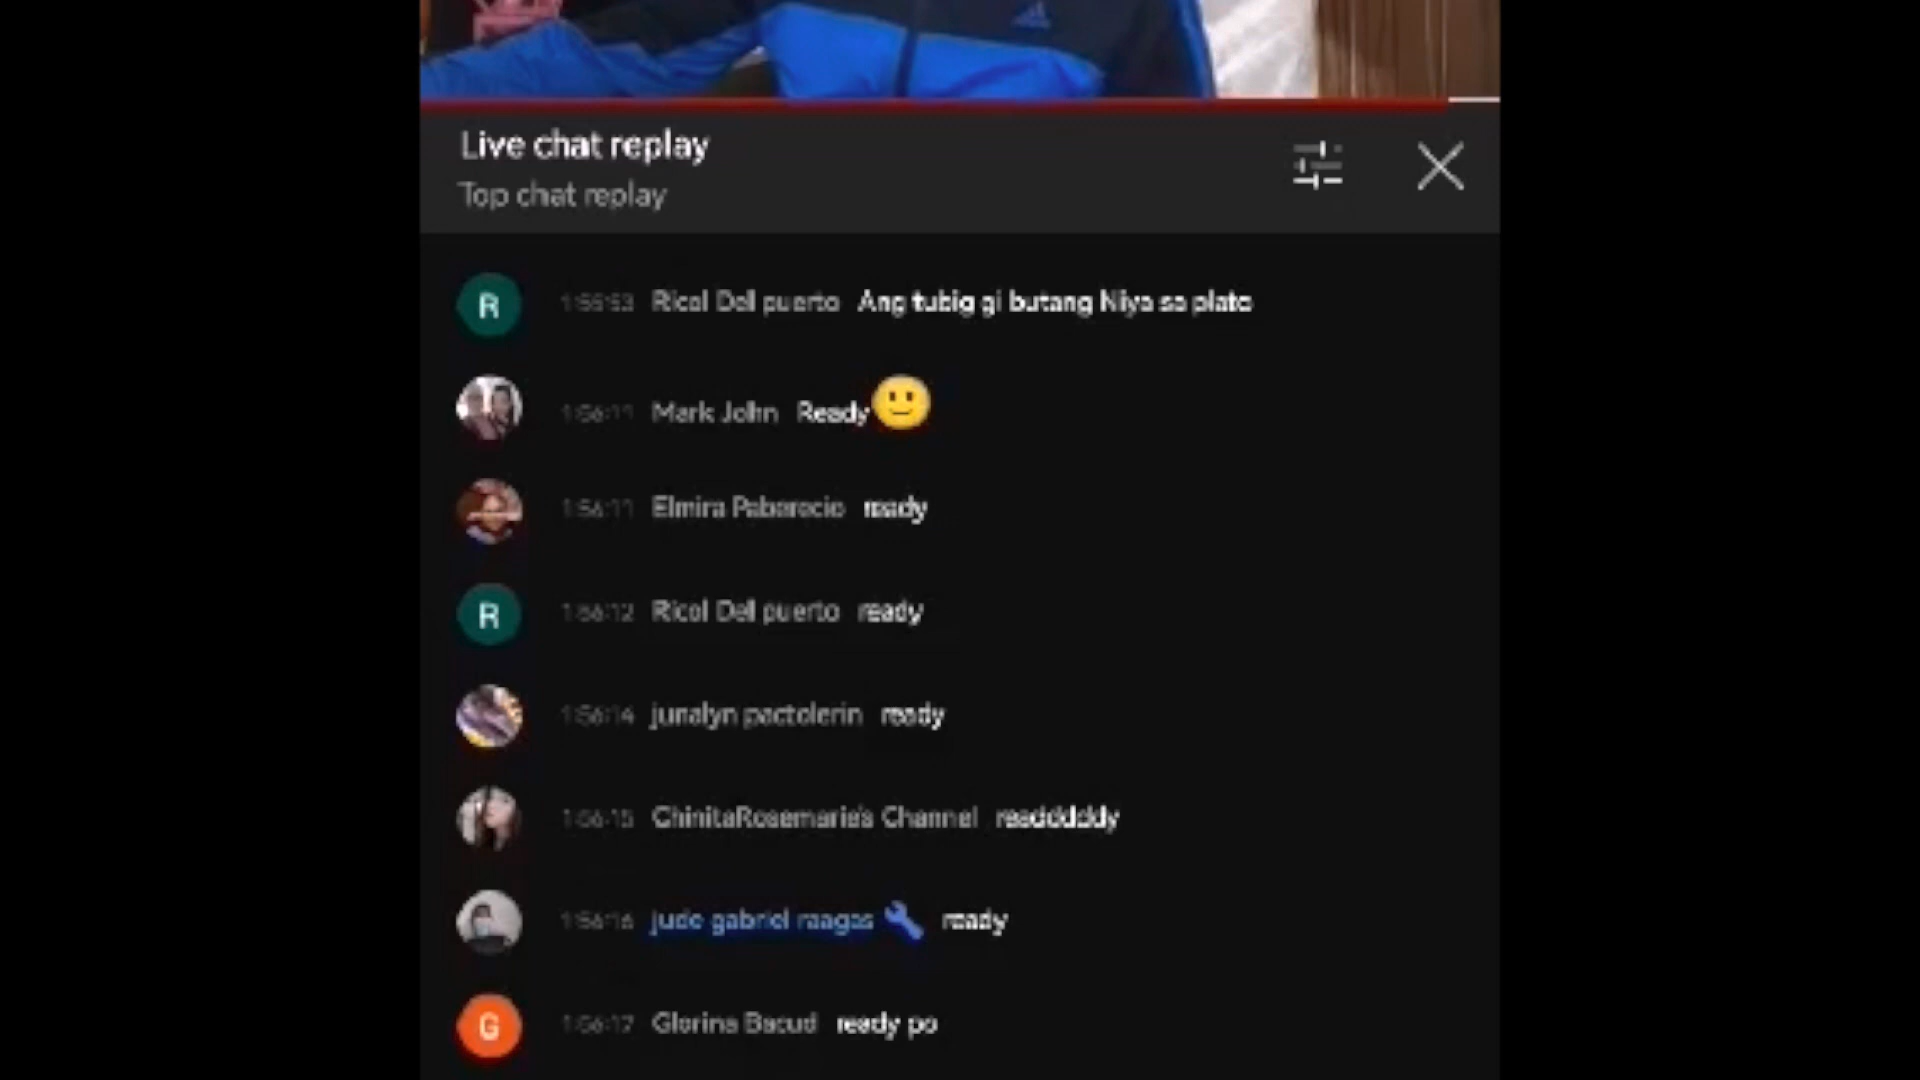 Live chat replay
Top chat replay
R 1:55:53 Ricol Del puerto Ang tubig gi butang Niya sa plato
1:56:11 Mark John Ready
1:56:11 Elmira Paberecio ready
R 1:56:12 Ricol Del puerto ready
1:56:14 junalyn pactolerin ready
1:56:15 ChinitaRosemarie's Channel readddddy
1:56:16 jude gabriel raagas ready
G 1:56:17 Glorina Bacud ready po